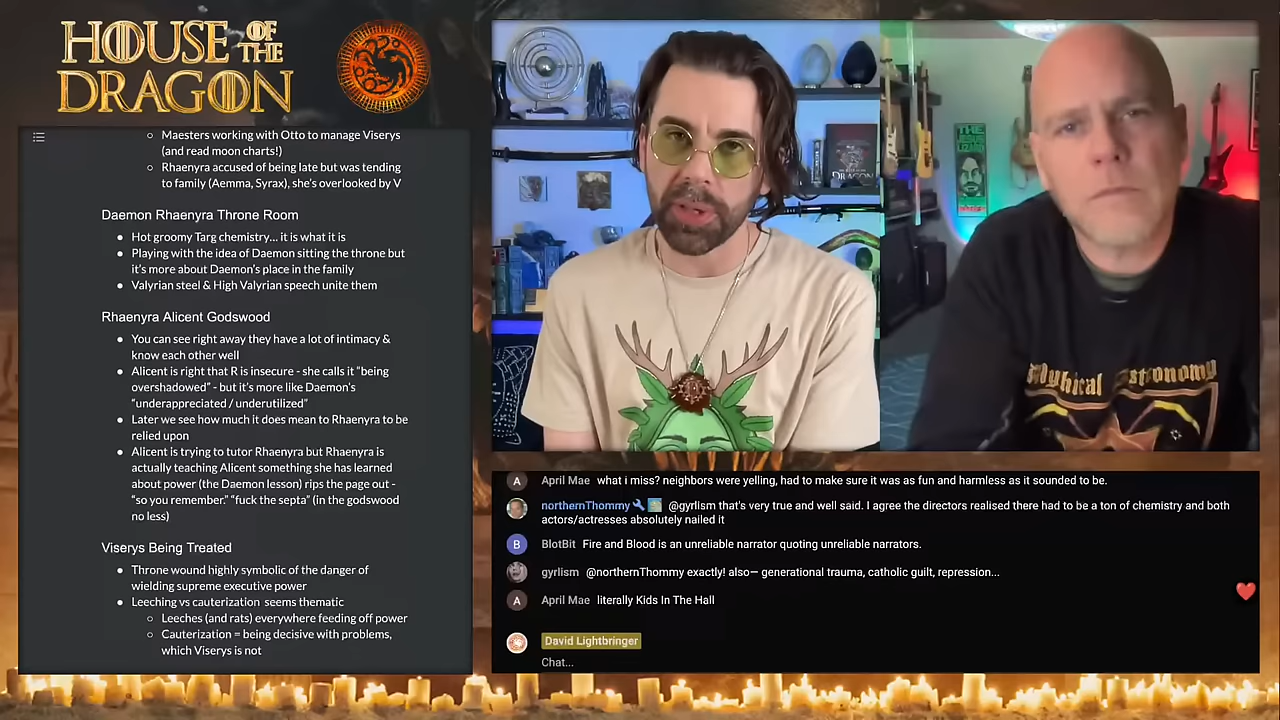 HOUSE OF THE DRAGON
Maesters working with Otto to manage Viserys
(and read moon charts!)
Rhaenyra accused of being late but was tending
to family (Aemma, Syrax), she's overlooked by V
Daemon Rhaenyra Throne Room
Hot groomy Targ chemistry... it is what it is
Playing with the idea of Daemon sitting the throne but
it's more about Daemon's place in the family
Valyrian steel & High Valyrian speech unite them
Rhaenyra Alicent Godswood
You can see right away they have a lot of intimacy &
know each other well
Alicent is right that R is insecure - she calls it "being
overshadowed" - but it's more like Daemon's
"underappreciated / underutilized"
Later we see how much it does mean to Rhaenyra to be
relied upon
Alicent is trying to tutor Rhaenyra but Rhaenyra is
actually teaching Alicent something she has learned
about power (the Daemon lesson) rips the page out -
"so you remember." "fuck the septa" (in the godswood
no less)
Viserys Being Treated
Throne wound highly symbolic of the danger of
wielding supreme executive power
Leeching vs cauterization seems thematic
Leeches (and rats) everywhere feeding off power
Cauterization = being decisive with problems,
which Viserys is not
DRAGON
THE
JESUS
LIZARD
Mythical Astronomy
A April Mae what i miss? neighbors were yelling, had to make sure it was as fun and harmless as it sounded to be.
northernThommy @gyrlism that's very true and well said. I agree the directors realised there had to be a ton of chemistry and both
actors/actresses absolutely nailed it
B BlotBit Fire and Blood is an unreliable narrator quoting unreliable narrators.
gyrlism @northernThommy exactly! also— generational trauma, catholic guilt, repression...
A April Mae literally Kids In The Hall
David Lightbringer
Chat...